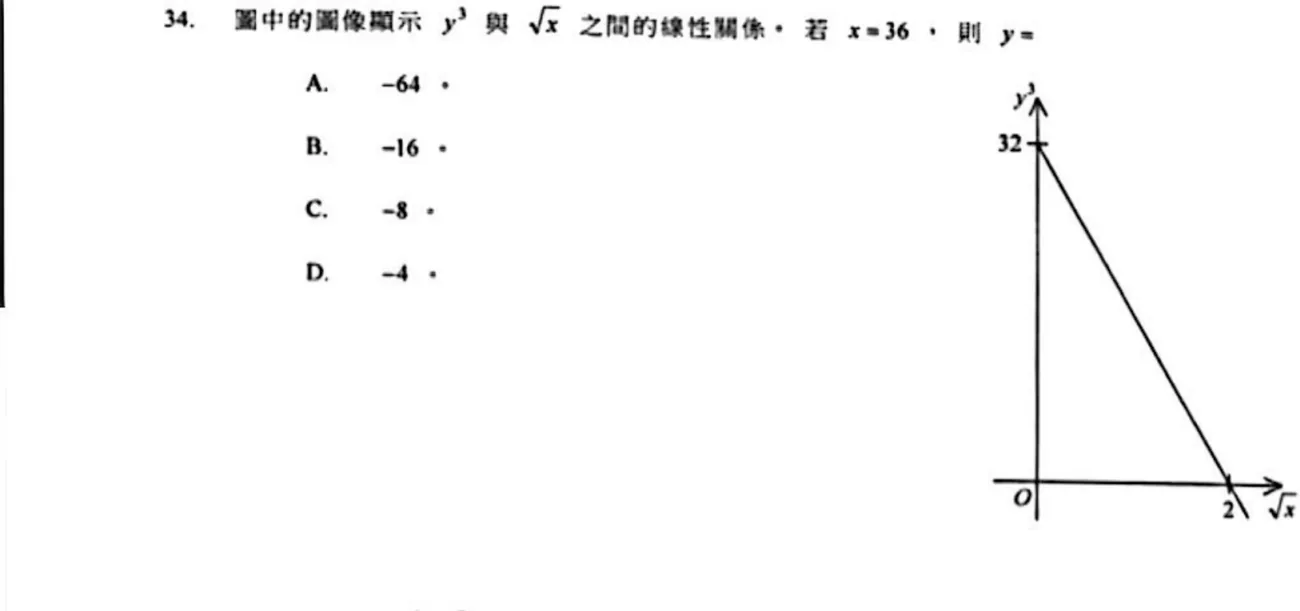 34. 圖中的圖像顯示 y³ 與 √x 之間的線性關係。若 x = 36 ,則 y =
A. −64 。
B. −16 。
C. −8 。
D. −4 。
y³
32
O
2
√x